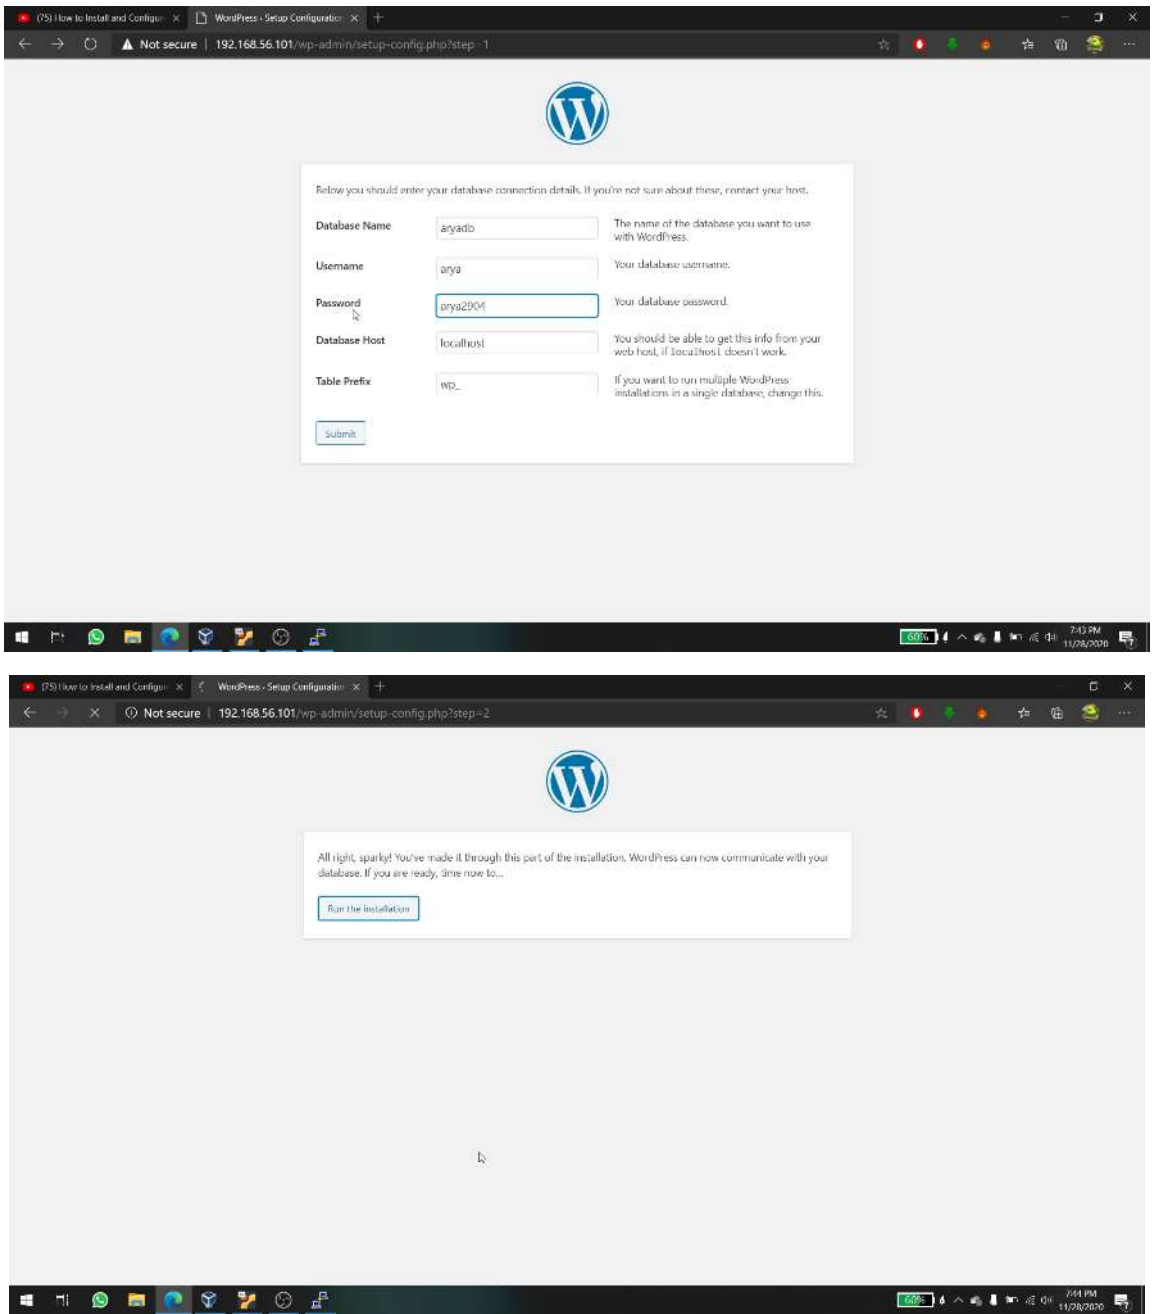 (75) How to Install and Configur
WordPress › Setup Configuration
Not secure | 192.168.56.101/wp-admin/setup-config.php?step=1
Below you should enter your database connection details. If you're not sure about these, contact your host.
Database Name
aryadb
The name of the database you want to use
with WordPress.
Username
arya
Your database username.
Password
arya2904
Your database password.
Database Host
localhost
You should be able to get this info from your
web host, if localhost doesn't work.
Table Prefix
wp_
If you want to run multiple WordPress
installations in a single database, change this.
Submit
60%
7:43 PM
11/28/2020
(75) How to Install and Configur
WordPress › Setup Configuration
Not secure | 192.168.56.101/wp-admin/setup-config.php?step=2
All right, sparky! You've made it through this part of the installation. WordPress can now communicate with your
database. If you are ready, time now to…
Run the installation
60%
7:44 PM
11/28/2020